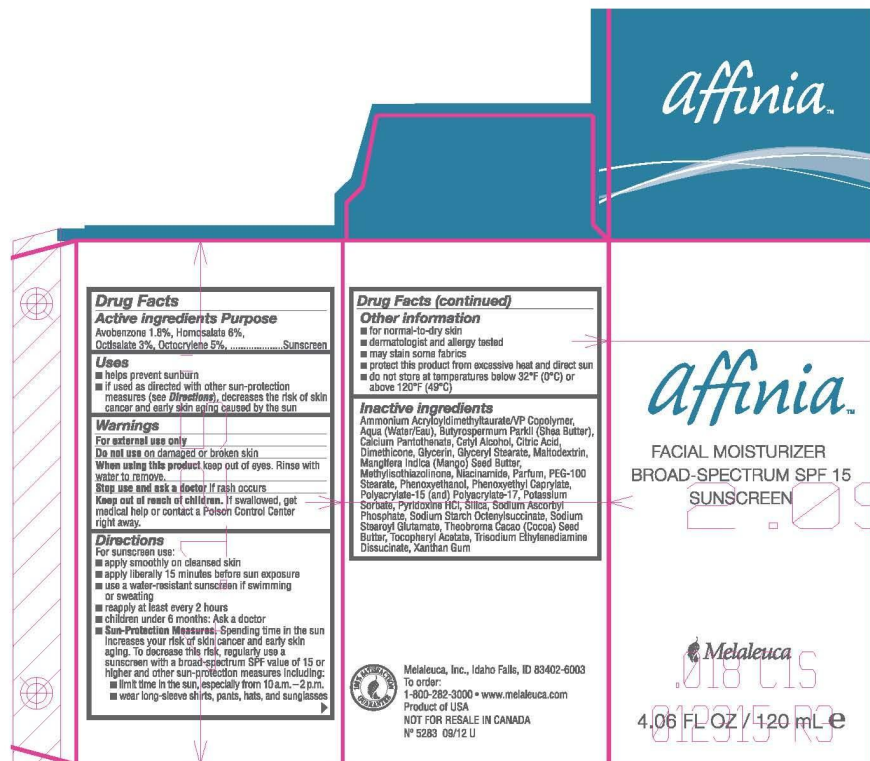 affinia™
Drug Facts
Active ingredients Purpose
Avobenzone 1.8%, Homosalate 6%,
Octisalate 3%, Octocrylene 5%, ....................Sunscreen
Uses
■ helps prevent sunburn
■ if used as directed with other sun-protection
measures (see Directions), decreases the risk of skin
cancer and early skin aging caused by the sun
Warnings
For external use only
Do not use on damaged or broken skin
When using this product keep out of eyes. Rinse with
water to remove.
Stop use and ask a doctor if rash occurs
Keep out of reach of children. If swallowed, get
medical help or contact a Poison Control Center
right away.
Directions
For sunscreen use:
■ apply smoothly on cleansed skin
■ apply liberally 15 minutes before sun exposure
■ use a water-resistant sunscreen if swimming
or sweating
■ reapply at least every 2 hours
■ children under 6 months: Ask a doctor
■ Sun-Protection Measures. Spending time in the sun
increases your risk of skin cancer and early skin
aging. To decrease this risk, regularly use a
sunscreen with a broad-spectrum SPF value of 15 or
higher and other sun-protection measures including:
■ limit time in the sun, especially from 10 a.m.–2 p.m.
■ wear long-sleeve shirts, pants, hats, and sunglasses
Drug Facts (continued)
Other information
■ for normal-to-dry skin
■ dermatologist and allergy tested
■ may stain some fabrics
■ protect this product from excessive heat and direct sun
■ do not store at temperatures below 32°F (0°C) or
above 120°F (49°C)
Inactive ingredients
Ammonium Acryloyldimethyltaurate/VP Copolymer,
Aqua (Water/Eau), Butyrospermum Parkii (Shea Butter),
Calcium Pantothenate, Cetyl Alcohol, Citric Acid,
Dimethicone, Glycerin, Glyceryl Stearate, Maltodextrin,
Mangifera Indica (Mango) Seed Butter,
Methylisothiazolinone, Niacinamide, Parfum, PEG-100
Stearate, Phenoxyethanol, Phenoxyethyl Caprylate,
Polyacrylate-15 (and) Polyacrylate-17, Potassium
Sorbate, Pyridoxine HCl, Silica, Sodium Ascorbyl
Phosphate, Sodium Starch Octenylsuccinate, Sodium
Stearoyl Glutamate, Theobroma Cacao (Cocoa) Seed
Butter, Tocopheryl Acetate, Trisodium Ethylenediamine
Dissucinate, Xanthan Gum
100% SATISFACTION
GUARANTEE
Melaleuca, Inc., Idaho Falls, ID 83402-6003
To order:
1-800-282-3000 • www.melaleuca.com
Product of USA
NOT FOR RESALE IN CANADA
Nº 5283 09/12 U
affinia™
FACIAL MOISTURIZER
BROAD-SPECTRUM SPF 15
SUNSCREEN
Melaleuca
.018 C1S
4.06 FL OZ / 120 mL e
012315 R3